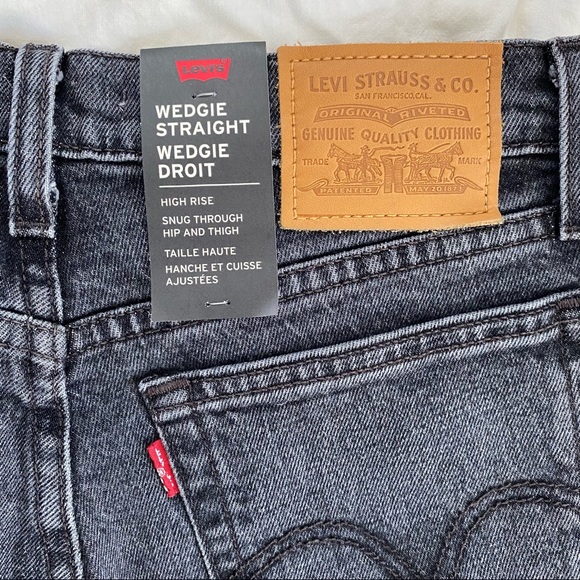 Levi's
WEDGIE
STRAIGHT
WEDGIE
DROIT
HIGH RISE
SNUG THROUGH
HIP AND THIGH
TAILLE HAUTE
HANCHE ET CUISSE
AJUSTÉES
LEVI STRAUSS & CO.
SAN FRANCISCO, CAL.
ORIGINAL RIVETED
GENUINE QUALITY CLOTHING
TRADE MARK
PATENTED MAY 20 1873